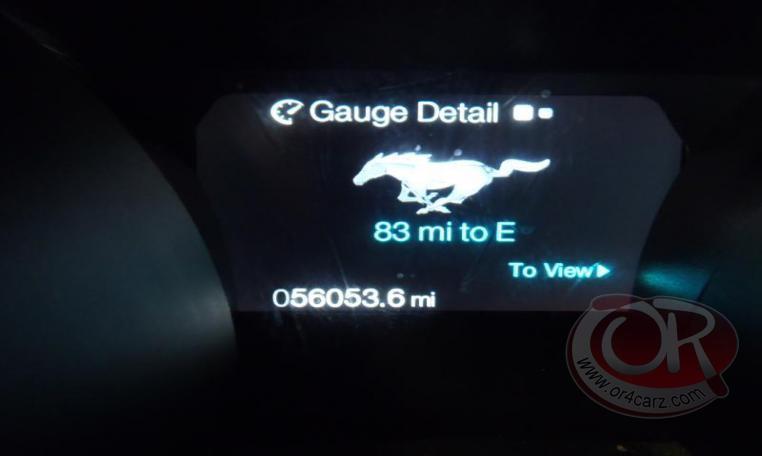 Gauge Detail
83 mi to E
To View
056053.6 mi
OR
www.or4carz.com